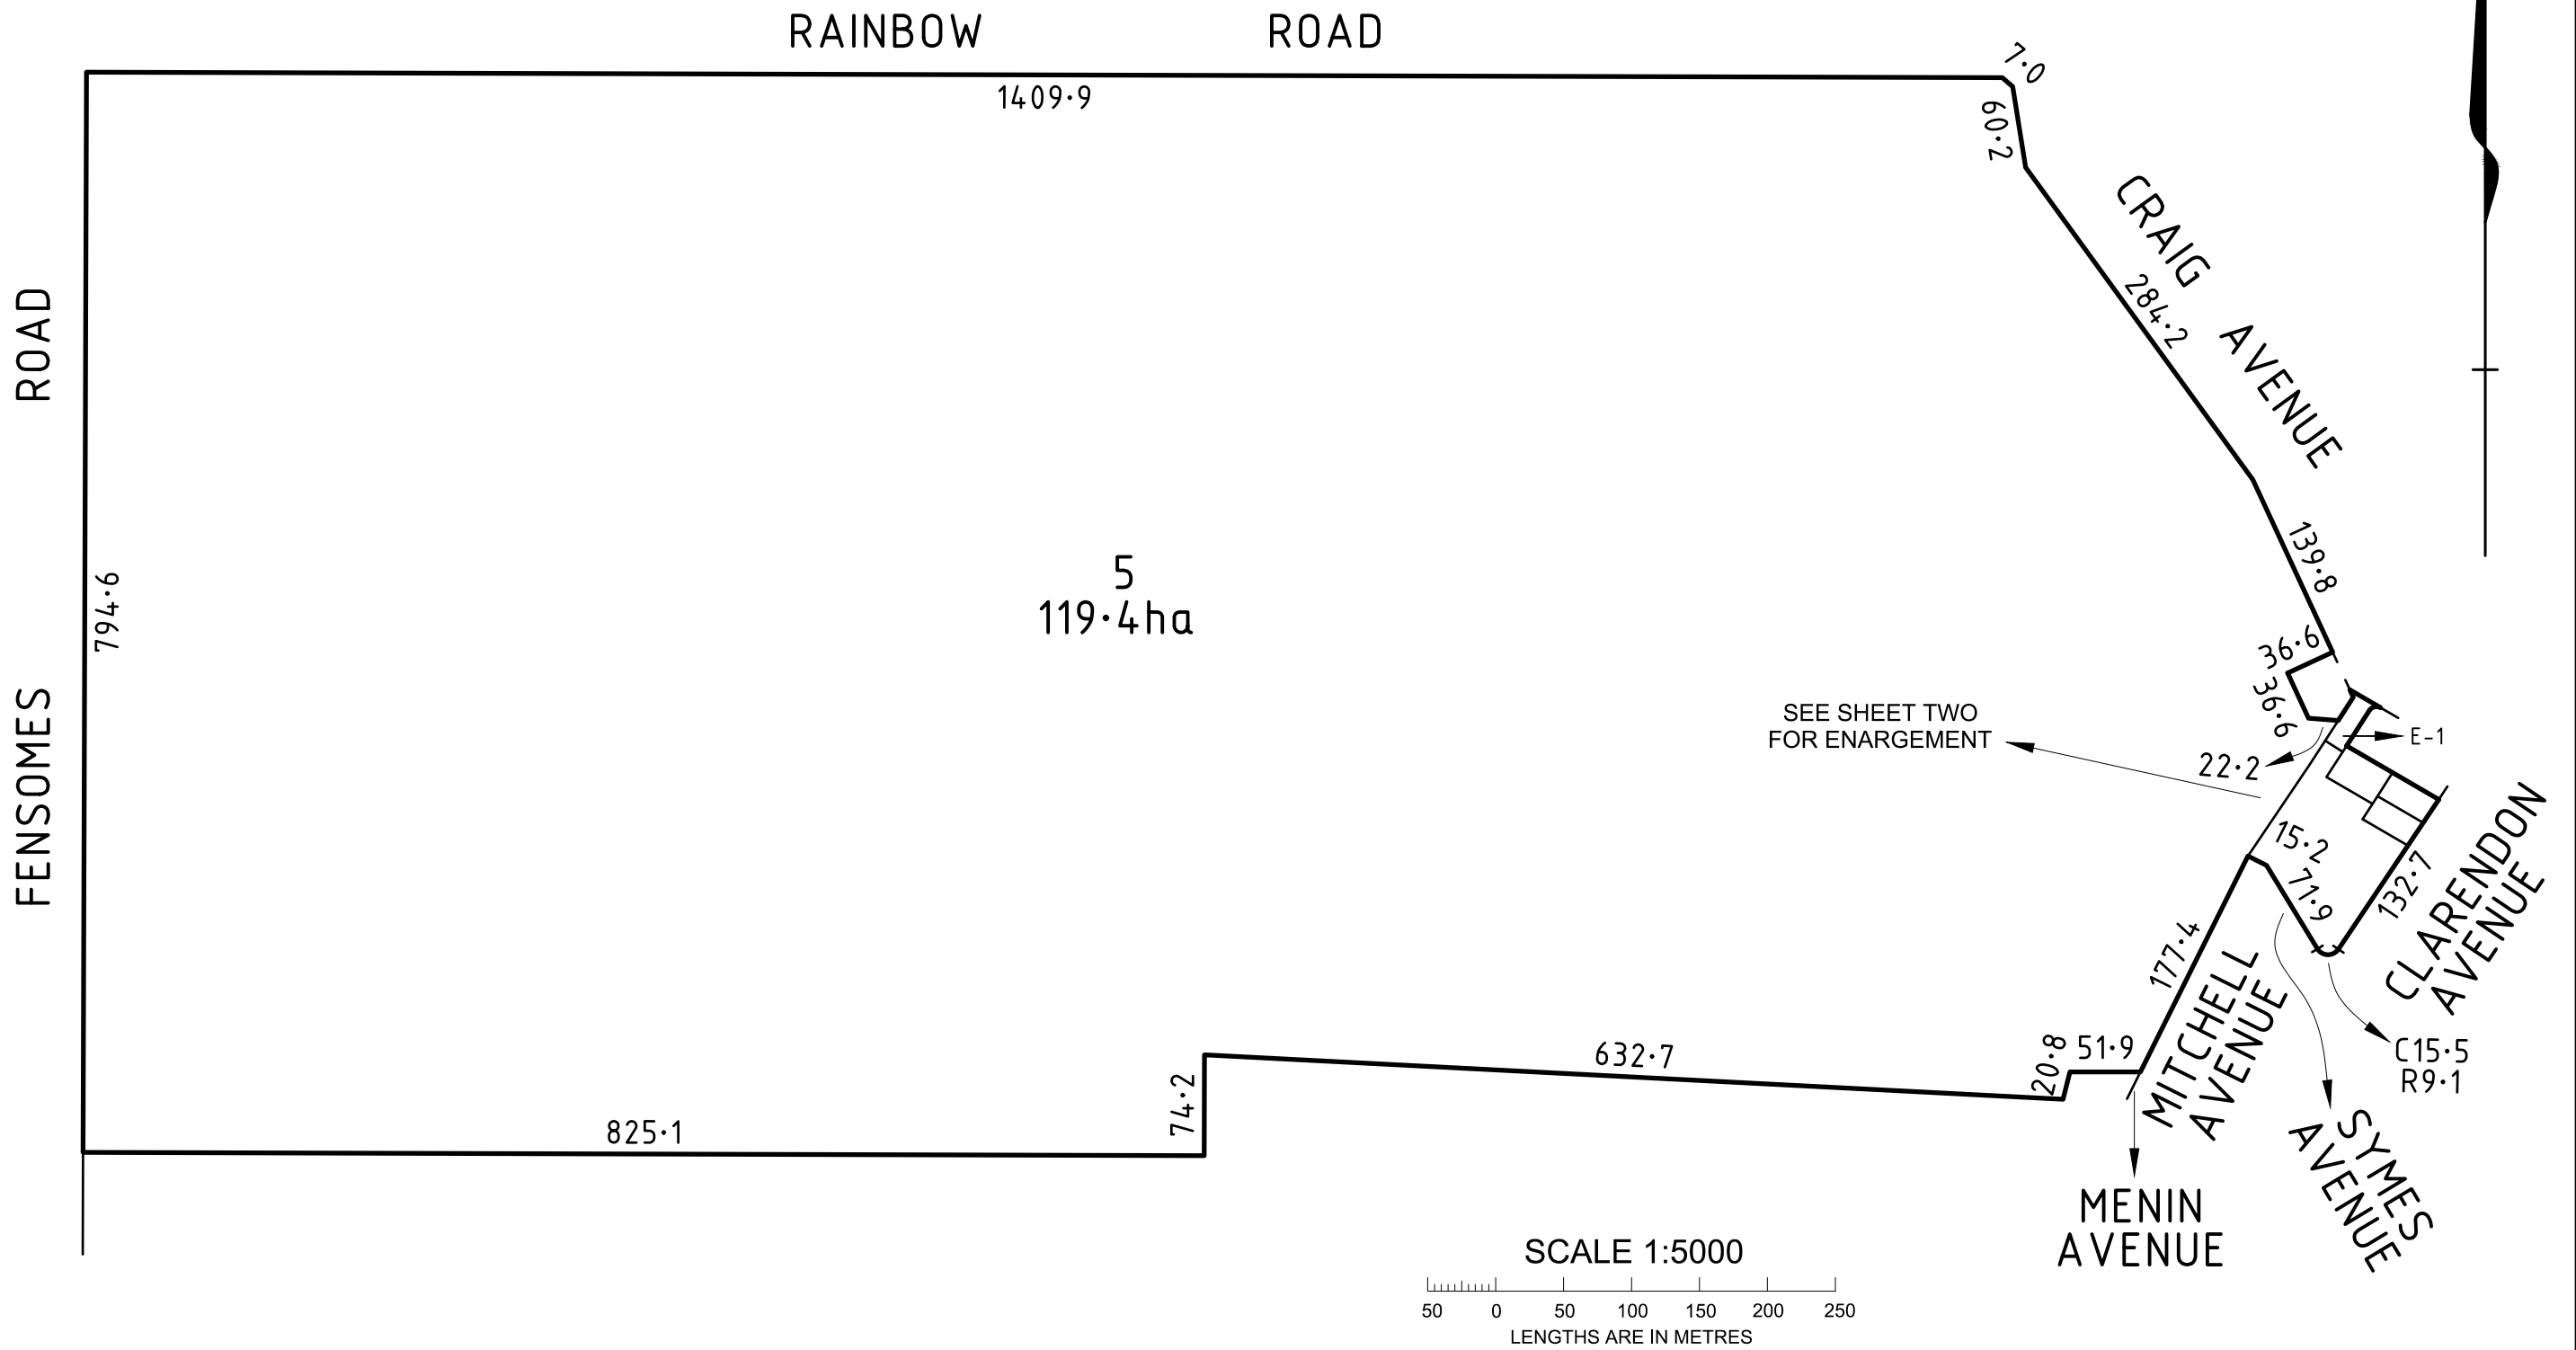 RAINBOW ROAD
1409·9
7·0
60·2
CRAIG AVENUE
284·2
139·8
FENSOMES ROAD
794·6
5
119·4ha
36·6
36·6
SEE SHEET TWO
FOR ENARGEMENT
E-1
22·2
15·2
71·9
132·7
CLARENDON
AVENUE
177·4
MITCHELL
AVENUE
C15·5
R9·1
632·7
20·8
51·9
74·2
825·1
SYMES
AVENUE
MENIN
AVENUE
SCALE 1:5000
50 0 50 100 150 200 250
LENGTHS ARE IN METRES